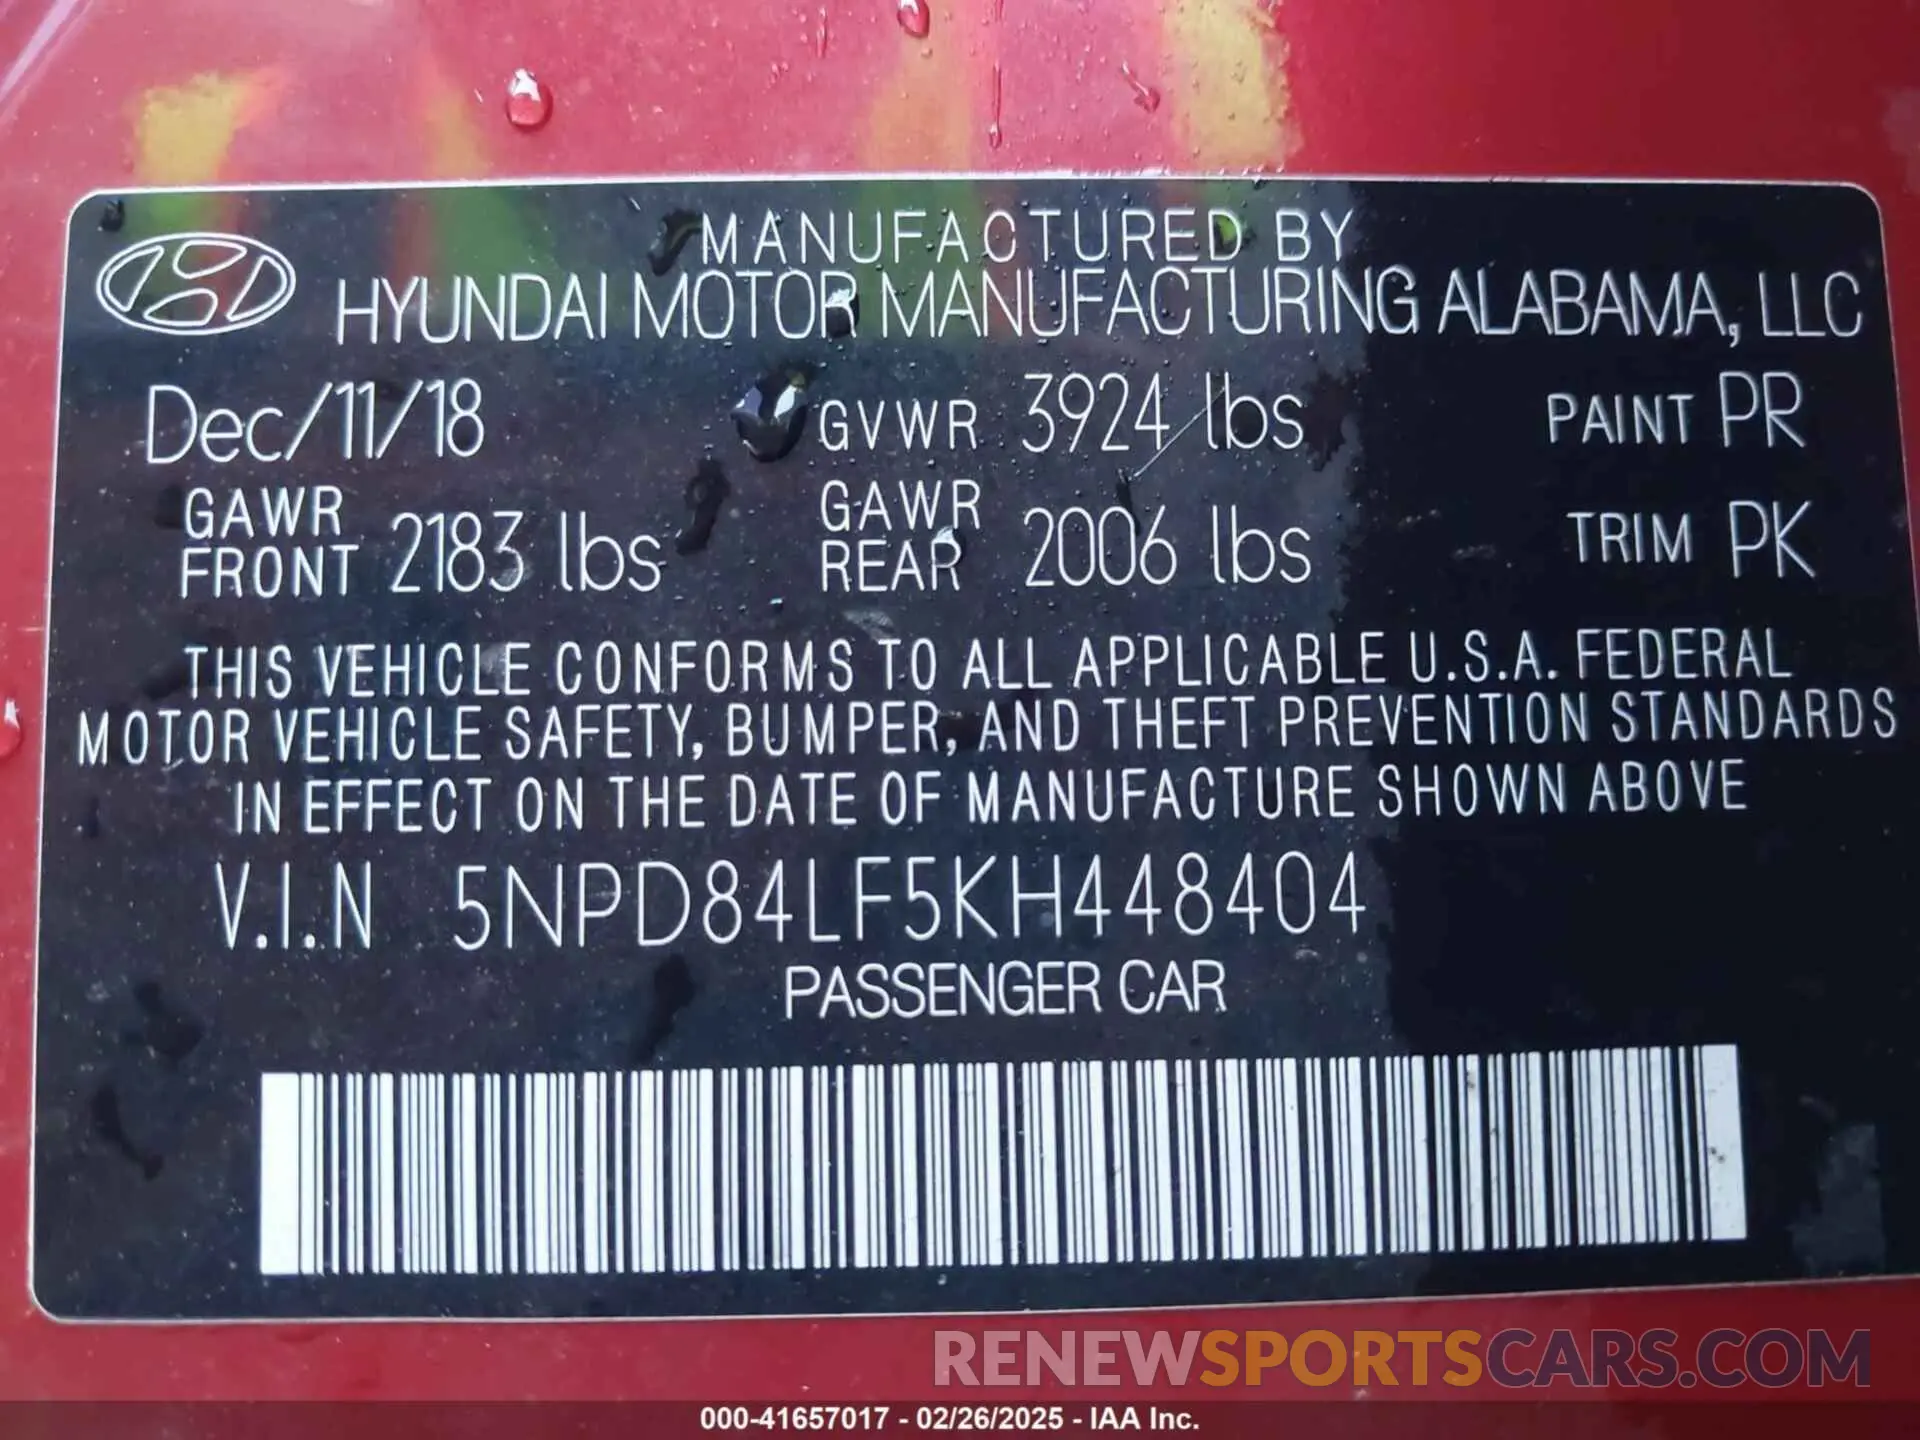 MANUFACTURED BY
HYUNDAI MOTOR MANUFACTURING ALABAMA, LLC
Dec/11/18 GVWR 3924 lbs PAINT PR
GAWR FRONT 2183 lbs GAWR REAR 2006 lbs TRIM PK
THIS VEHICLE CONFORMS TO ALL APPLICABLE U.S.A. FEDERAL
MOTOR VEHICLE SAFETY, BUMPER, AND THEFT PREVENTION STANDARDS
IN EFFECT ON THE DATE OF MANUFACTURE SHOWN ABOVE
V.I.N 5NPD84LF5KH448404
PASSENGER CAR
RENEWSPORTSCARS.COM
000-41657017 - 02/26/2025 - IAA Inc.